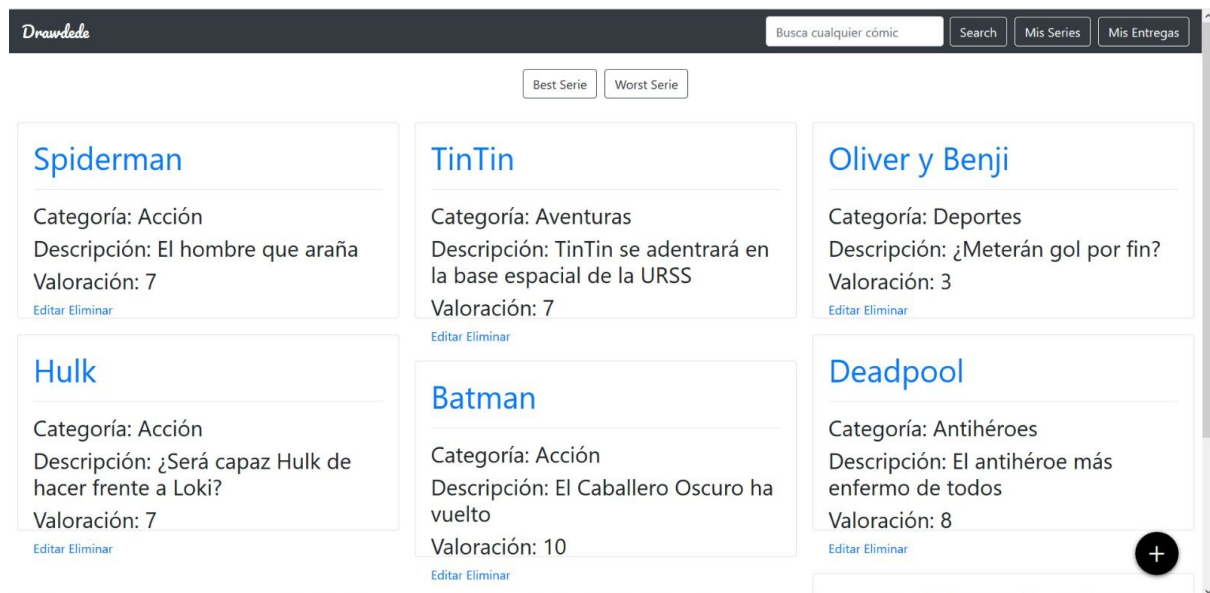 Drawdede
Busca cualquier cómic
Search
Mis Series
Mis Entregas
Best Serie
Worst Serie
Spiderman
Categoría: Acción
Descripción: El hombre que araña
Valoración: 7
Editar Eliminar
TinTin
Categoría: Aventuras
Descripción: TinTin se adentrará en
la base espacial de la URSS
Valoración: 7
Editar Eliminar
Oliver y Benji
Categoría: Deportes
Descripción: ¿Meterán gol por fin?
Valoración: 3
Editar Eliminar
Hulk
Categoría: Acción
Descripción: ¿Será capaz Hulk de
hacer frente a Loki?
Valoración: 7
Editar Eliminar
Batman
Categoría: Acción
Descripción: El Caballero Oscuro ha
vuelto
Valoración: 10
Editar Eliminar
Deadpool
Categoría: Antihéroes
Descripción: El antihéroe más
enfermo de todos
Valoración: 8
Editar Eliminar
+